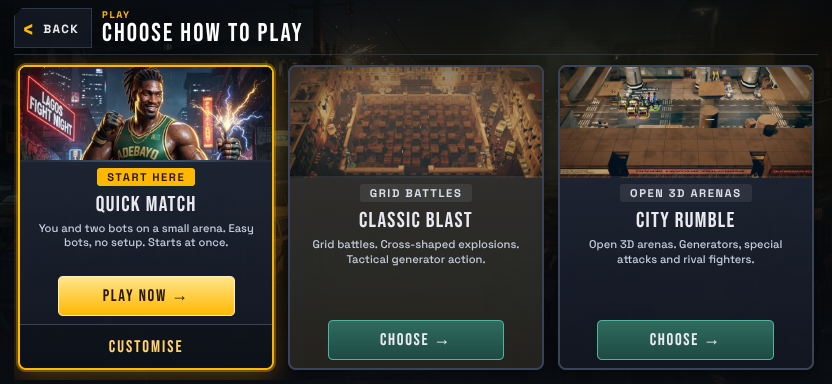 < BACK
PLAY
CHOOSE HOW TO PLAY
LAGOS
FIGHT NIGHT
ADEBAYO
START HERE
QUICK MATCH
You and two bots on a small arena. Easy
bots, no setup. Starts at once.
PLAY NOW →
CUSTOMISE
GRID BATTLES
CLASSIC BLAST
Grid battles. Cross-shaped explosions.
Tactical generator action.
CHOOSE →
OPEN 3D ARENAS
CITY RUMBLE
Open 3D arenas. Generators, special
attacks and rival fighters.
CHOOSE →